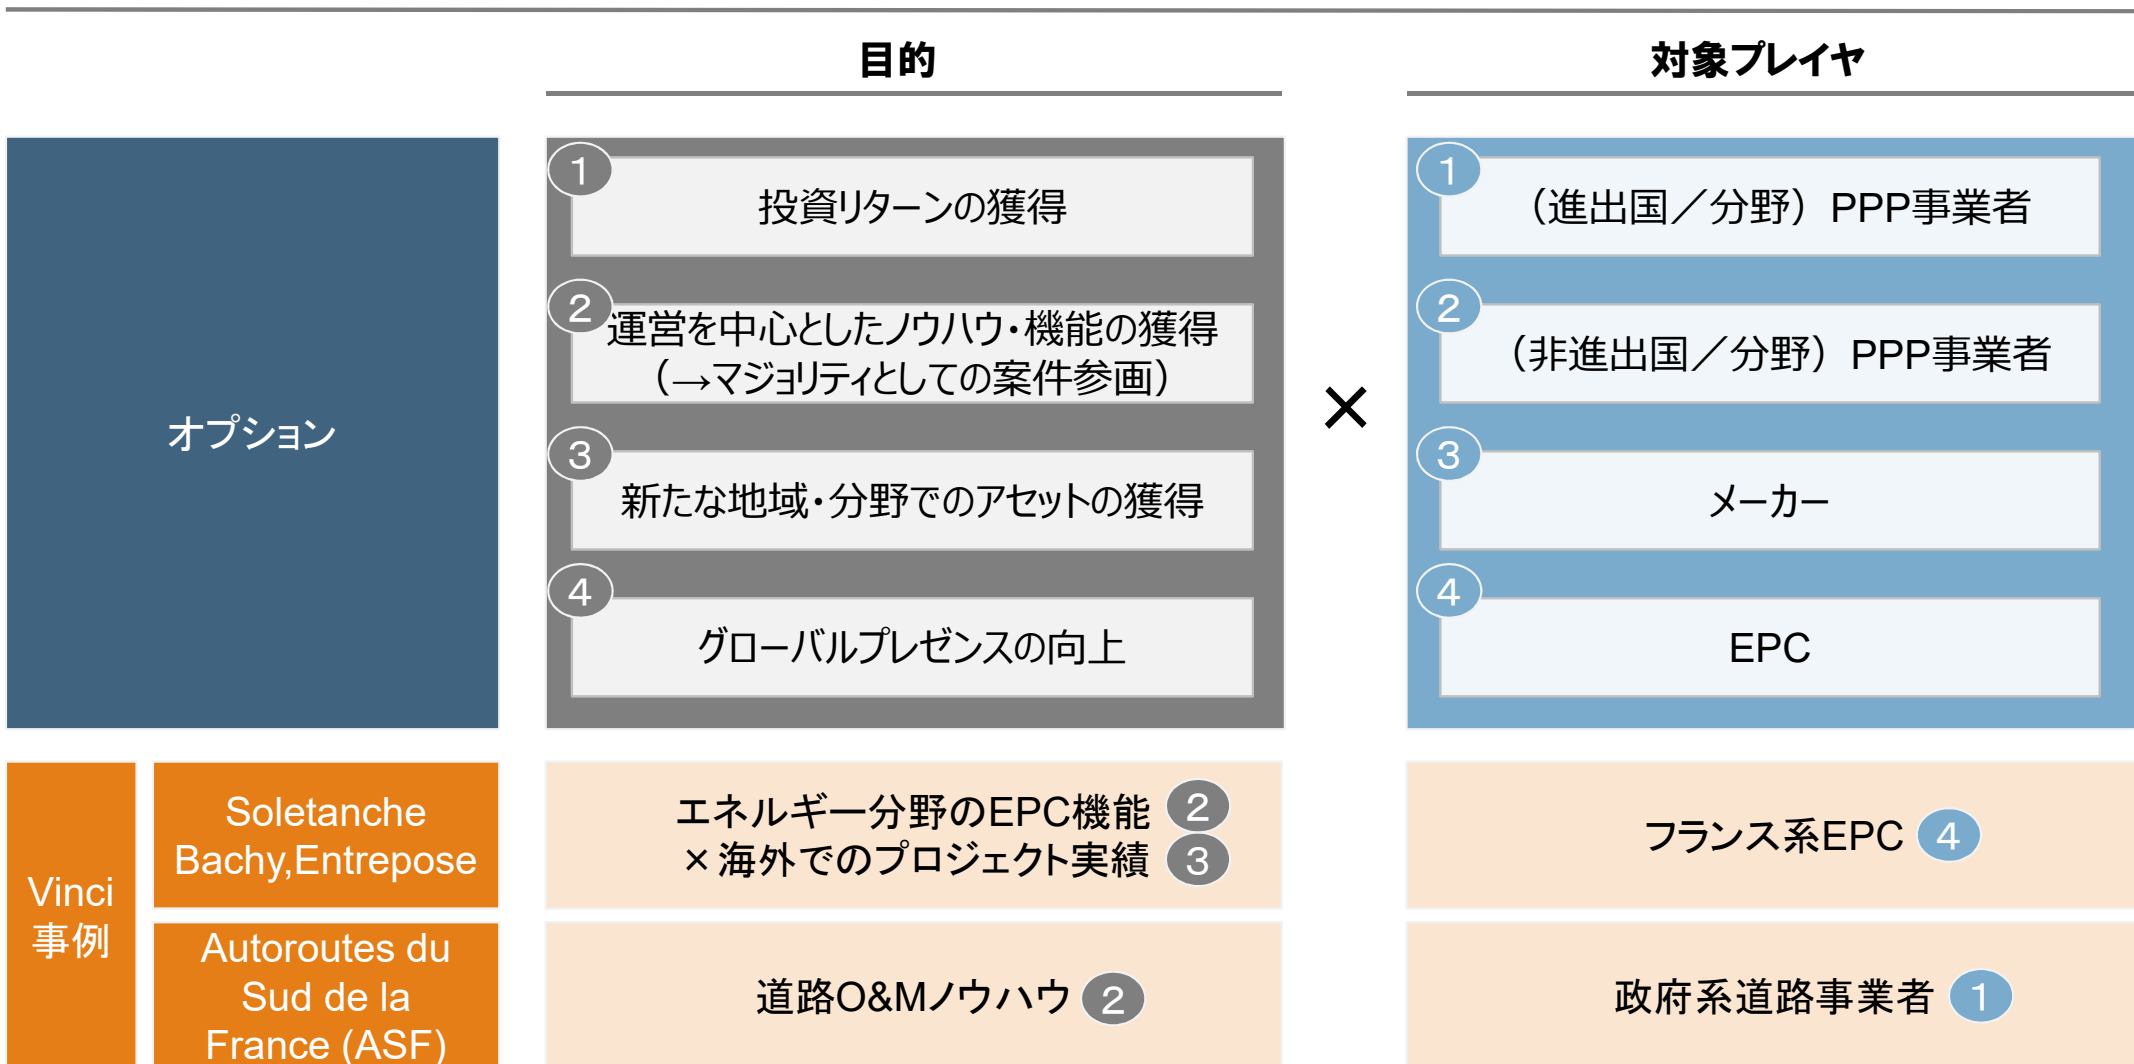 目的
対象プレイヤ
オプション
1
投資リターンの獲得
2
運営を中心としたノウハウ・機能の獲得
（→マジョリティとしての案件参画）
3
新たな地域・分野でのアセットの獲得
4
グローバルプレゼンスの向上
×
1
（進出国／分野）PPP事業者
2
（非進出国／分野）PPP事業者
3
メーカー
4
EPC
Vinci
事例
Soletanche
Bachy,Entrepose
エネルギー分野のEPC機能 2
×海外でのプロジェクト実績 3
フランス系EPC 4
Autoroutes du
Sud de la
France (ASF)
道路O&Mノウハウ 2
政府系道路事業者 1